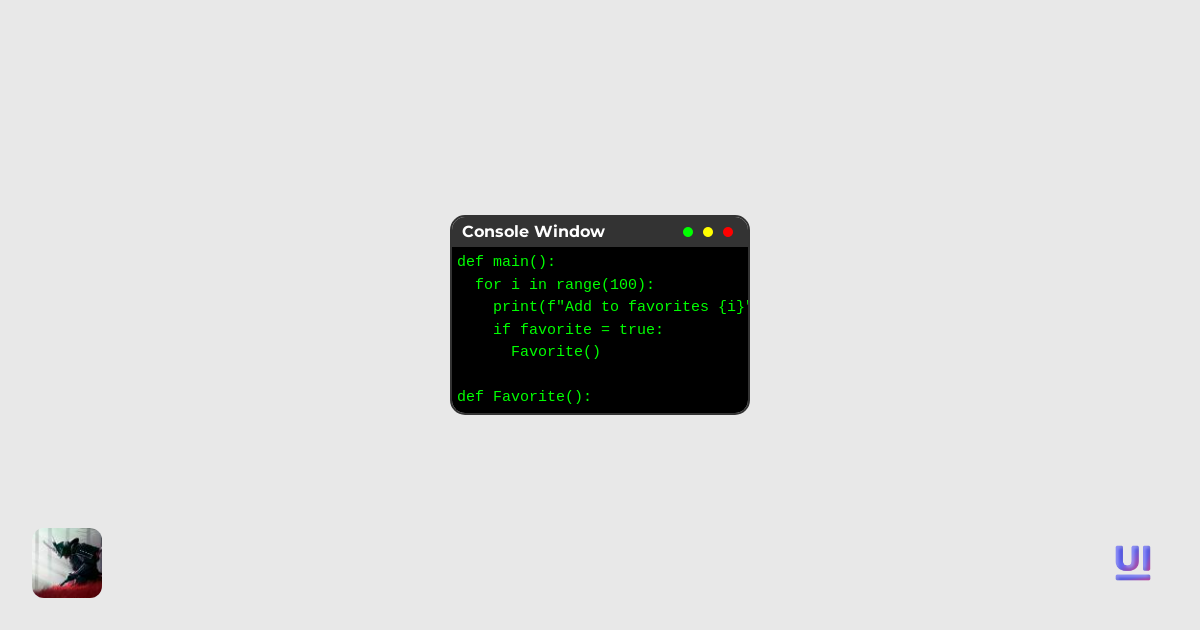 Console Window
def main():
  for i in range(100):
    print(f"Add to favorites {i}"
    if favorite = true:
      Favorite()
def Favorite():
UI